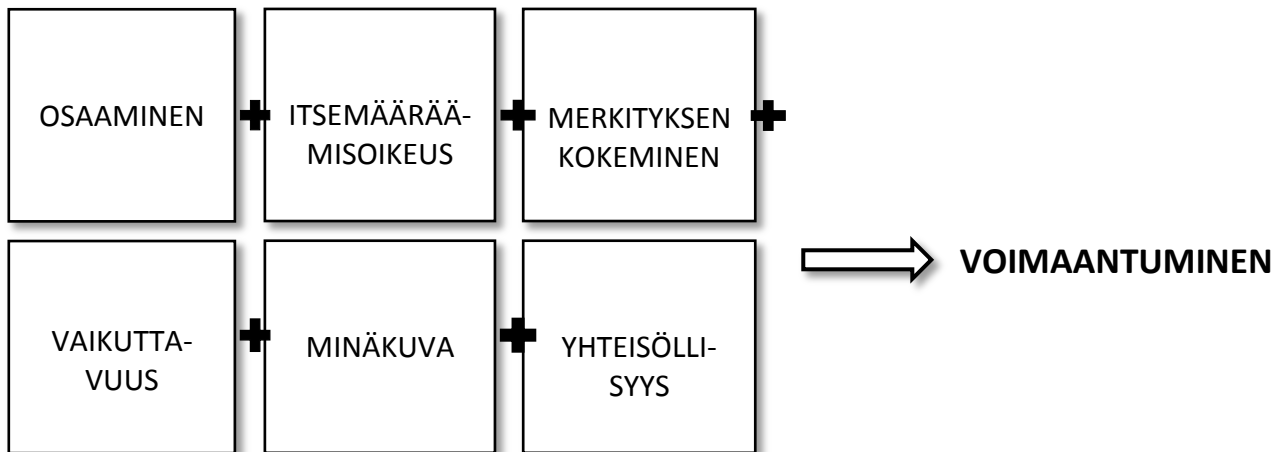 OSAAMINEN
ITSEMÄÄRÄÄ-
MISOIKEUS
MERKITYKSEN
KOKEMINEN
VAIKUTTA-
VUUS
MINÄKUVA
YHTEISÖLLI-
SYYS
VOIMAANTUMINEN